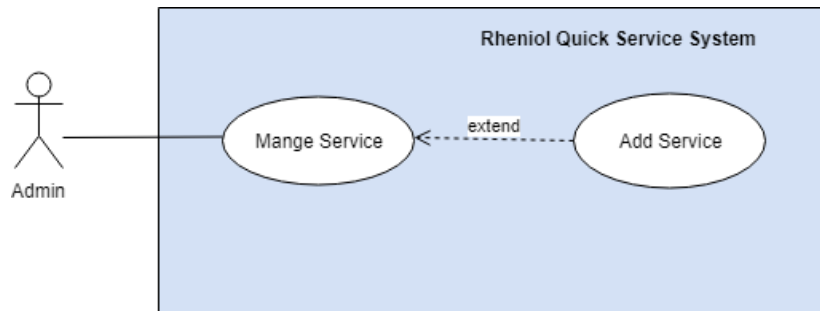 Rheniol Quick Service System
extend
Mange Service
Add Service
Admin